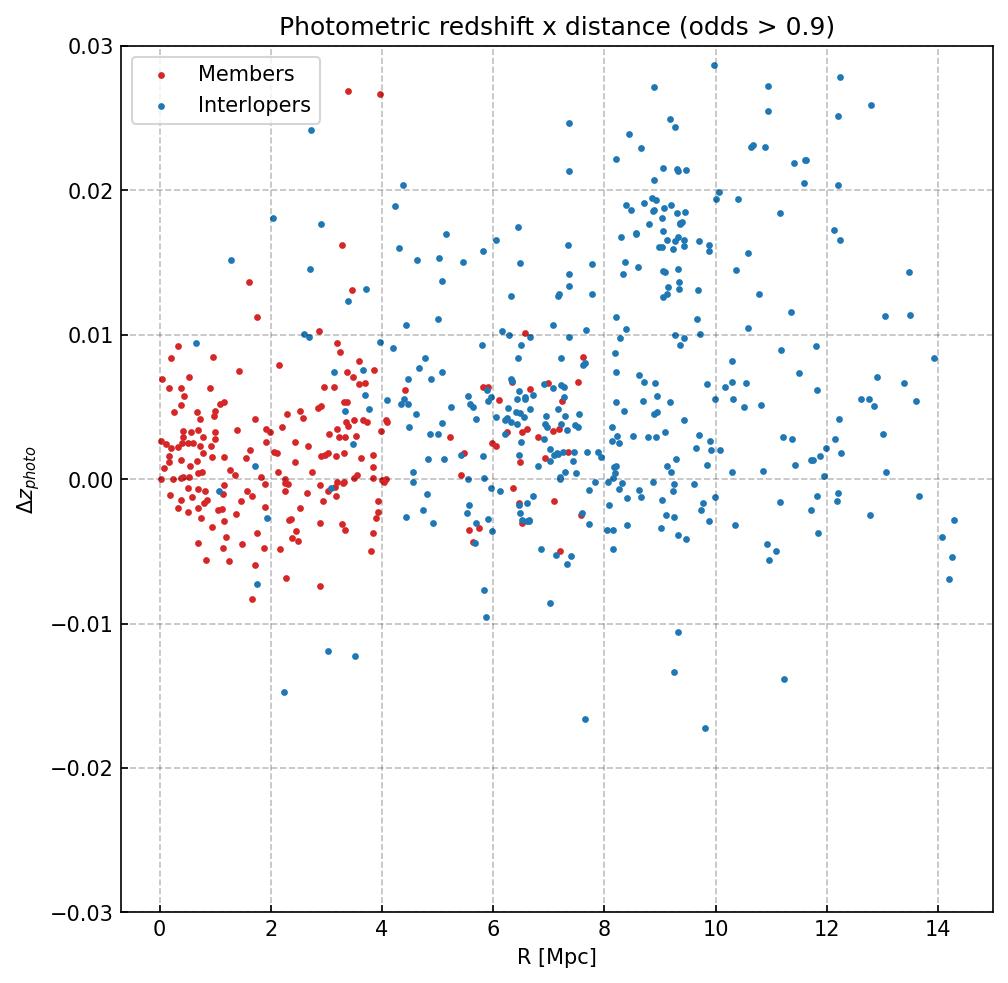 Photometric redshift x distance (odds > 0.9)
Members
Interlopers
0.03
0.02
0.01
0.00
−0.01
−0.02
−0.03
Δz_photo
0 2 4 6 8 10 12 14
R [Mpc]